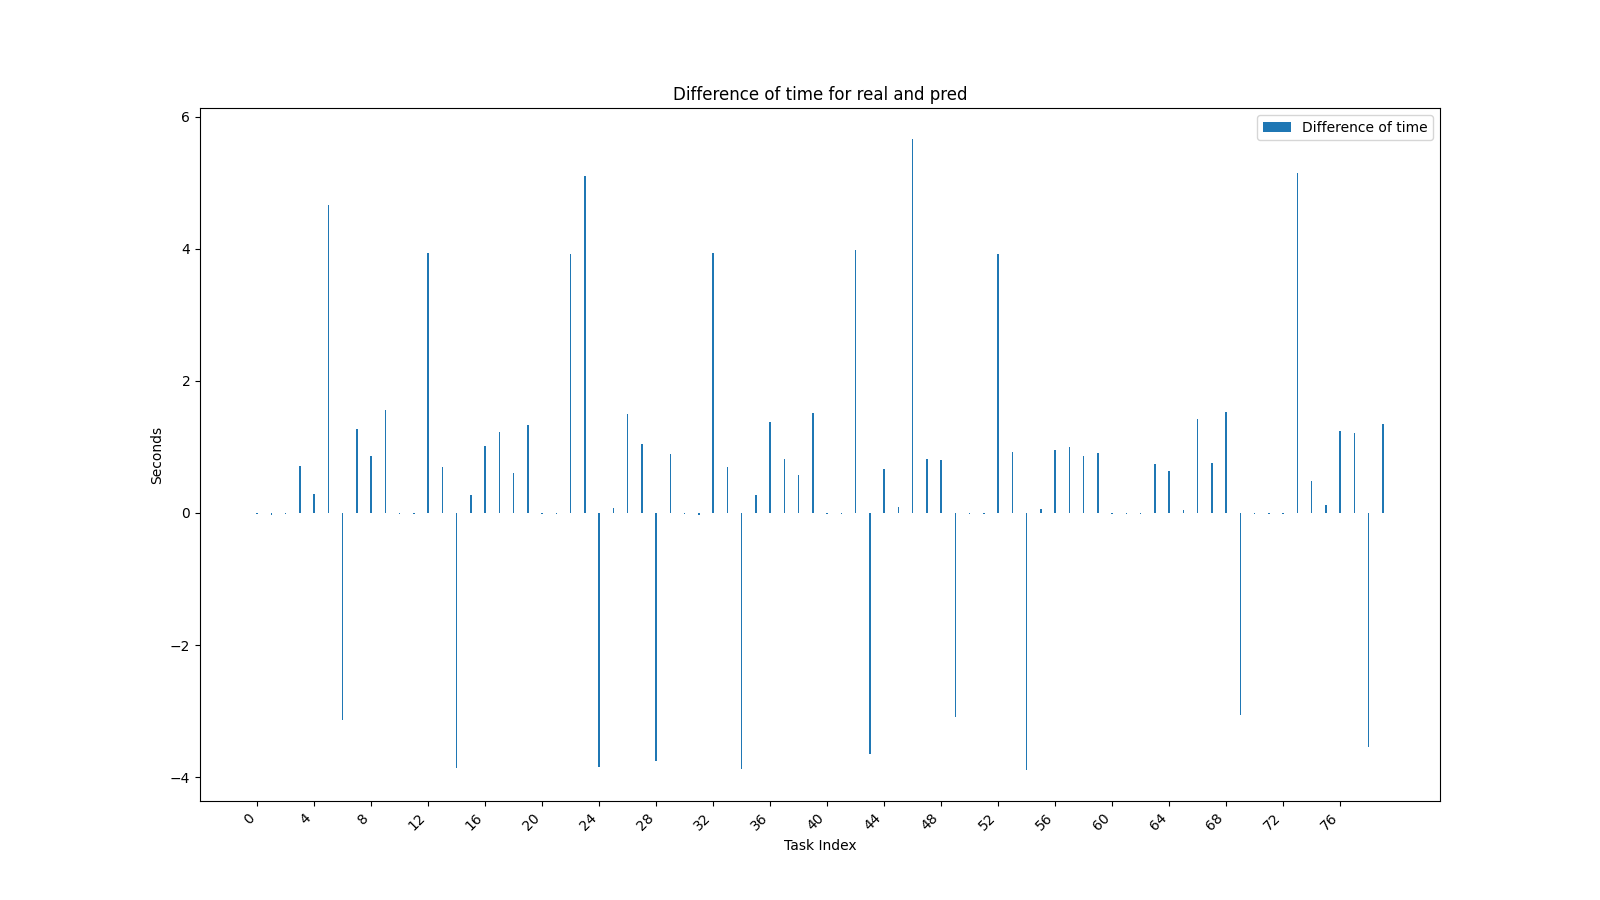 Difference of time for real and pred
Difference of time
6
4
2
0
−2
−4
Seconds
0 4 8 12 16 20 24 28 32 36 40 44 48 52 56 60 64 68 72 76
Task Index